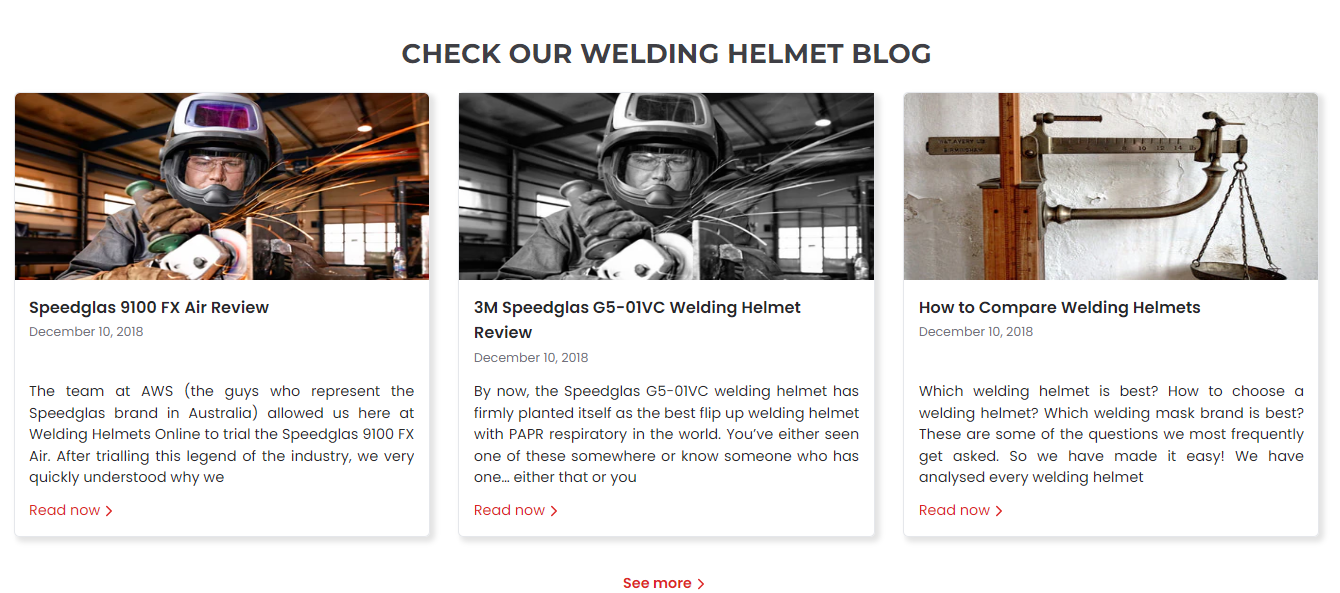 CHECK OUR WELDING HELMET BLOG
Speedglas 9100 FX Air Review
December 10, 2018
The team at AWS (the guys who represent the
Speedglas brand in Australia) allowed us here at
Welding Helmets Online to trial the Speedglas 9100 FX
Air. After trialling this legend of the industry, we very
quickly understood why we
Read now
3M Speedglas G5-01VC Welding Helmet
Review
December 10, 2018
By now, the Speedglas G5-01VC welding helmet has
firmly planted itself as the best flip up welding helmet
with PAPR respiratory in the world. You’ve either seen
one of these somewhere or know someone who has
one… either that or you
Read now
How to Compare Welding Helmets
December 10, 2018
Which welding helmet is best? How to choose a
welding helmet? Which welding mask brand is best?
These are some of the questions we most frequently
get asked. So we have made it easy! We have
analysed every welding helmet
Read now
See more